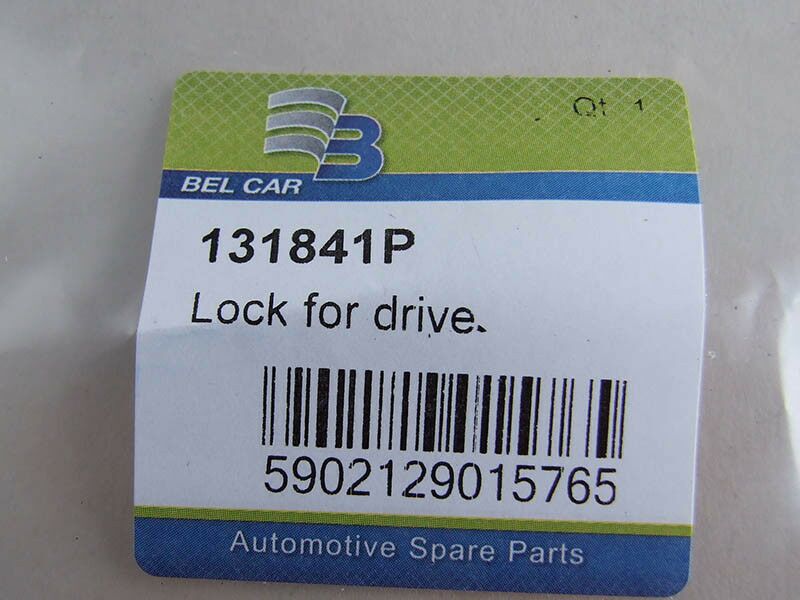 Qt 1
B
BEL CAR
131841P
Lock for drive.
5902129015765
Automotive Spare Parts